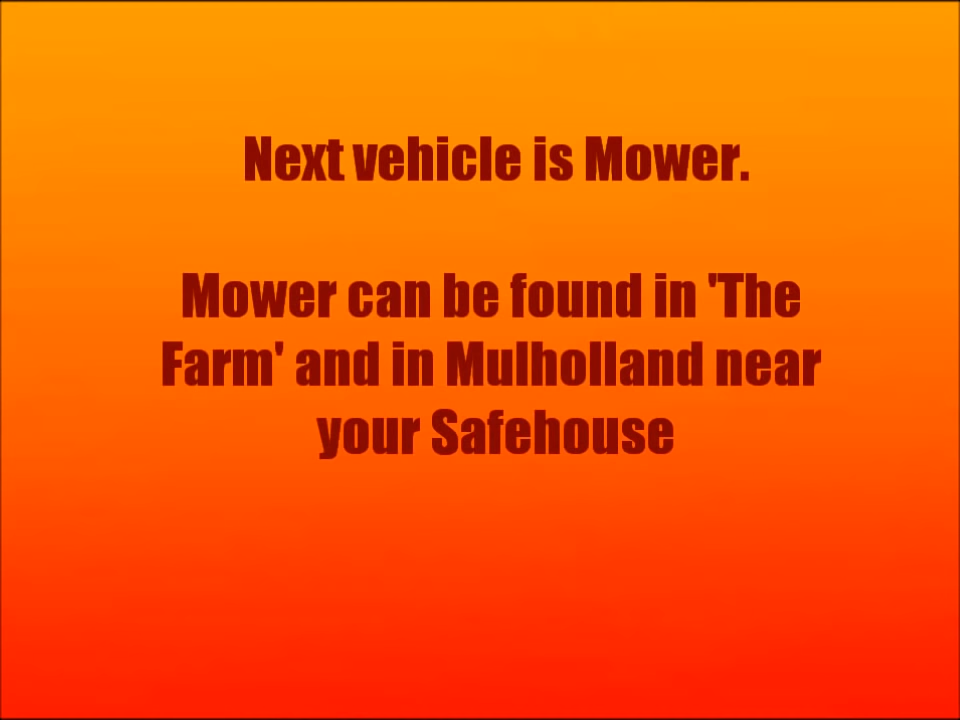 Next vehicle is Mower.
Mower can be found in 'The
Farm' and in Mulholland near
your Safehouse